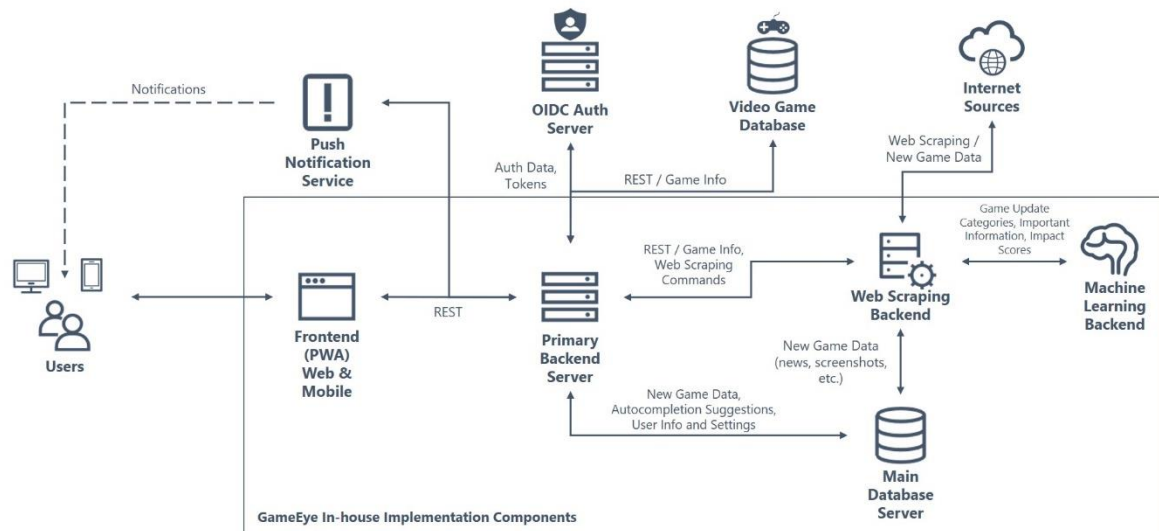 Notifications
Push
Notification
Service
OIDC Auth
Server
Video Game
Database
Internet
Sources
Auth Data,
Tokens
REST / Game Info
Web Scraping /
New Game Data
Game Update
Categories, Important
Information, Impact
Scores
REST / Game Info,
Web Scraping
Commands
Users
Frontend
(PWA)
Web &
Mobile
REST
Primary
Backend
Server
Web Scraping
Backend
Machine
Learning
Backend
New Game Data
(news, screenshots,
etc.)
New Game Data,
Autocompletion Suggestions,
User Info and Settings
Main
Database
Server
GameEye In-house Implementation Components